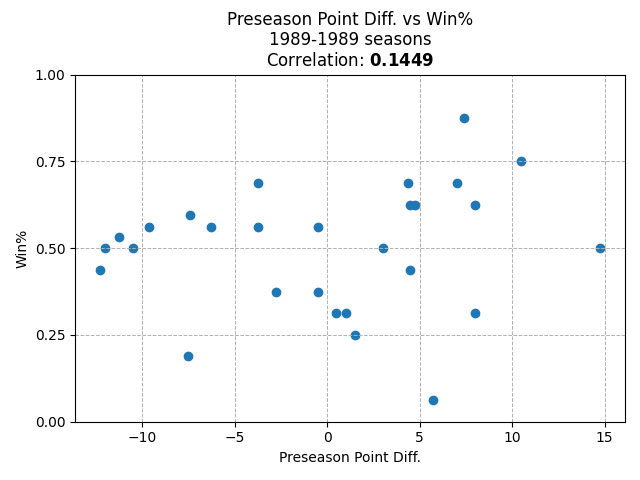 Preseason Point Diff. vs Win%
1989-1989 seasons
Correlation: 0.1449
1.00
0.75
0.50
0.25
0.00
Win%
−10
−5
0
5
10
15
Preseason Point Diff.